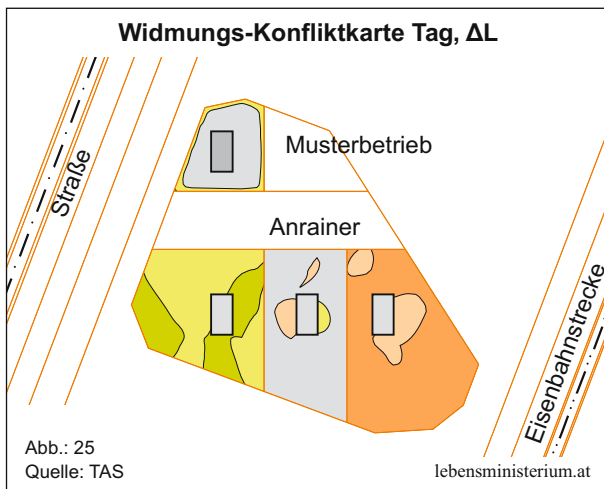 Widmungs-Konfliktkarte Tag, ΔL
Straße
Musterbetrieb
Anrainer
Eisenbahnstrecke
Abb.: 25
Quelle: TAS
lebensministerium.at